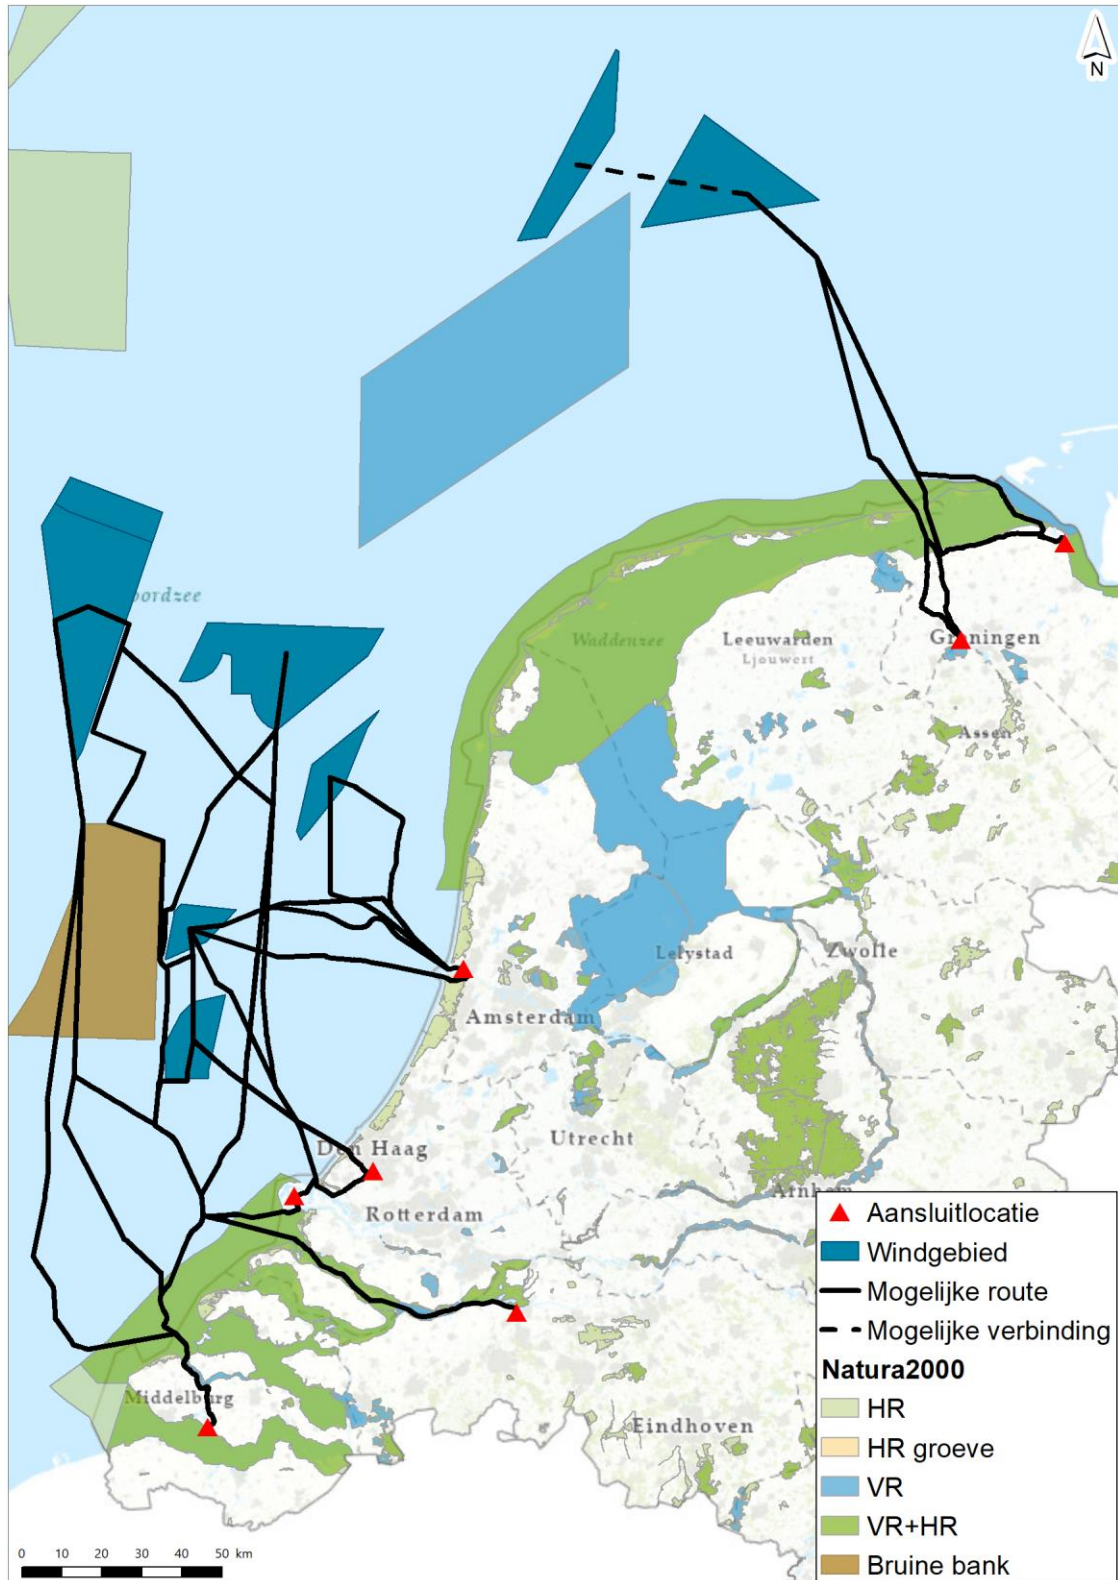 N
oordzee
Waddenzee
Leeuwarden
Ljouwert
Groningen
Assen
Lelystad
Zwolle
Amsterdam
Utrecht
Den Haag
Arnhem
Rotterdam
Middelburg
Eindhoven
Aansluitlocatie
Windgebied
Mogelijke route
Mogelijke verbinding
Natura2000
HR
HR groeve
VR
VR+HR
Bruine bank
0 10 20 30 40 50 km